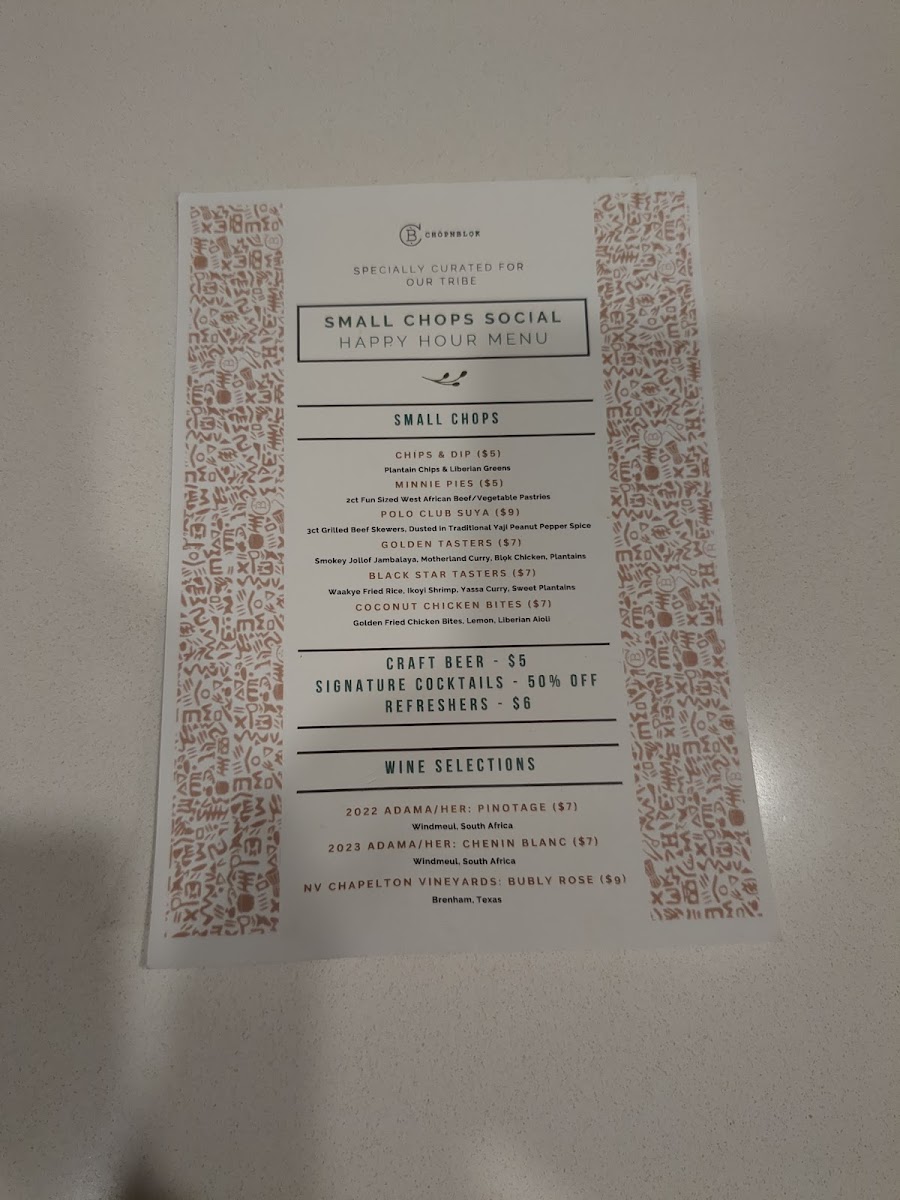 CB CHÒPNBLỌK
SPECIALLY CURATED FOR
OUR TRIBE
SMALL CHOPS SOCIAL
HAPPY HOUR MENU
SMALL CHOPS
CHIPS & DIP ($5)
Plantain Chips & Liberian Greens
MINNIE PIES ($5)
2ct Fun Sized West African Beef/Vegetable Pastries
POLO CLUB SUYA ($9)
3ct Grilled Beef Skewers, Dusted in Traditional Yaji Peanut Pepper Spice
GOLDEN TASTERS ($7)
Smokey Jollof Jambalaya, Motherland Curry, Blọk Chicken, Plantains
BLACK STAR TASTERS ($7)
Waakye Fried Rice, Ikoyi Shrimp, Yassa Curry, Sweet Plantains
COCONUT CHICKEN BITES ($7)
Golden Fried Chicken Bites, Lemon, Liberian Aioli
CRAFT BEER - $5
SIGNATURE COCKTAILS - 50% OFF
REFRESHERS - $6
WINE SELECTIONS
2022 ADAMA/HER: PINOTAGE ($7)
Windmeul, South Africa
2023 ADAMA/HER: CHENIN BLANC ($7)
Windmeul, South Africa
NV CHAPELTON VINEYARDS: BUBLY ROSE ($9)
Brenham, Texas